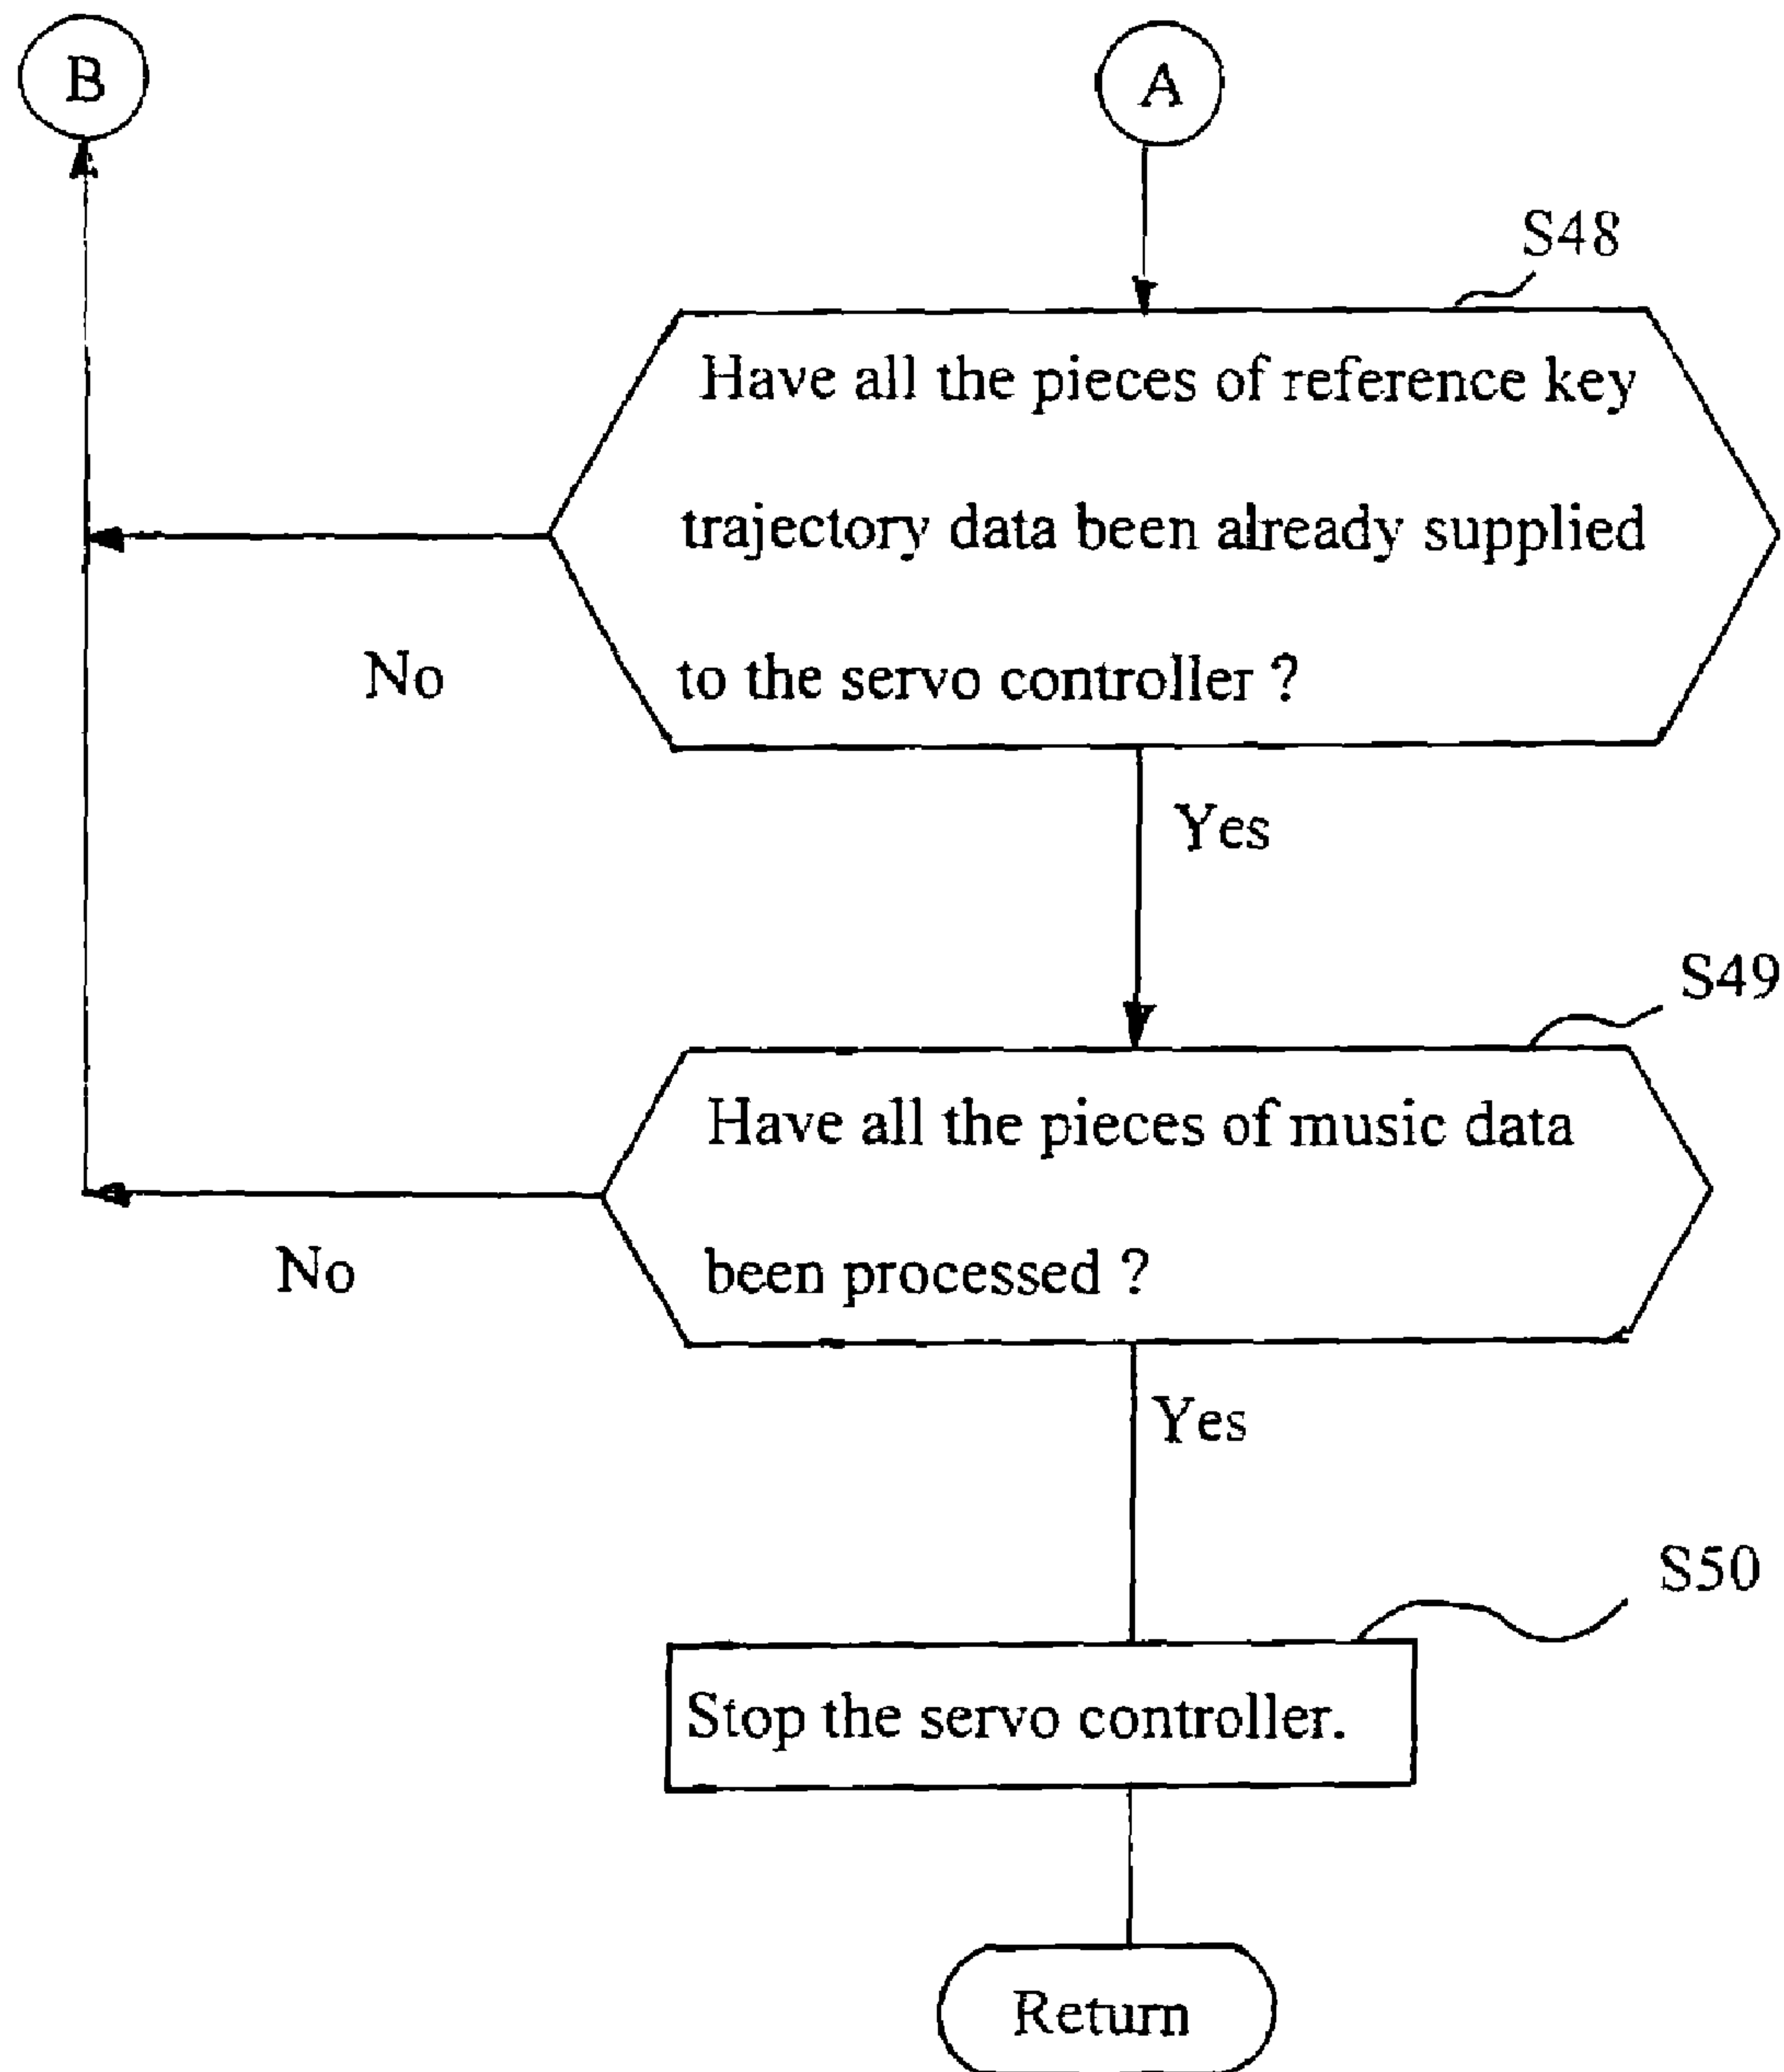 B
A
S48
Have all the pieces of reference key
trajectory data been already supplied
to the servo controller ?
No
Yes
S49
Have all the pieces of music data
been processed ?
No
Yes
S50
Stop the servo controller.
Return